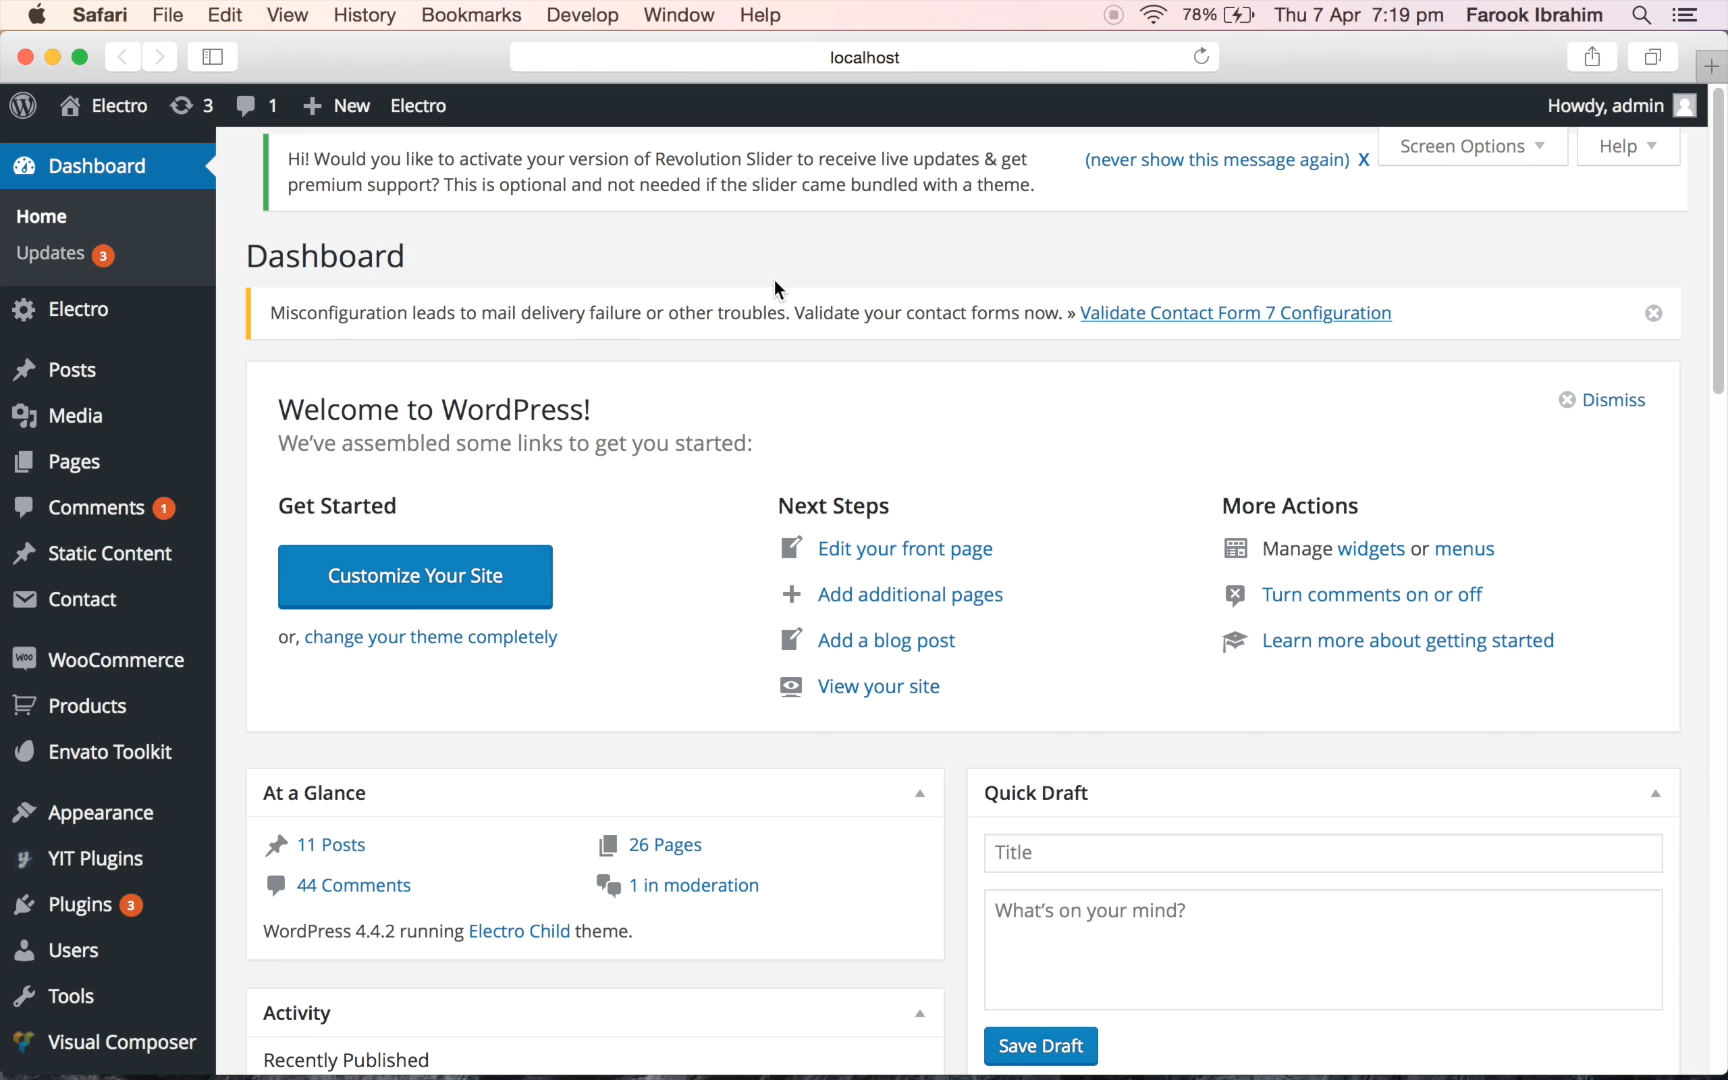 Safari File Edit View History Bookmarks Develop Window Help 78% Thu 7 Apr 7:19 pm Farook Ibrahim
localhost
Electro 3 1 New Electro Howdy, admin
Dashboard
Home
Updates 3
Electro
Posts
Media
Pages
Comments 1
Static Content
Contact
WOO WooCommerce
Products
Envato Toolkit
Appearance
YIT Plugins
Plugins 3
Users
Tools
Visual Composer
Hi! Would you like to activate your version of Revolution Slider to receive live updates & get
premium support? This is optional and not needed if the slider came bundled with a theme.
(never show this message again) X
Screen Options Help
Dashboard
Misconfiguration leads to mail delivery failure or other troubles. Validate your contact forms now. » Validate Contact Form 7 Configuration
Welcome to WordPress!
We've assembled some links to get you started:
Dismiss
Get Started
Customize Your Site
or, change your theme completely
Next Steps
Edit your front page
Add additional pages
Add a blog post
View your site
More Actions
Manage widgets or menus
Turn comments on or off
Learn more about getting started
At a Glance
11 Posts 26 Pages
44 Comments 1 in moderation
WordPress 4.4.2 running Electro Child theme.
Activity
Recently Published
Quick Draft
Title
What's on your mind?
Save Draft